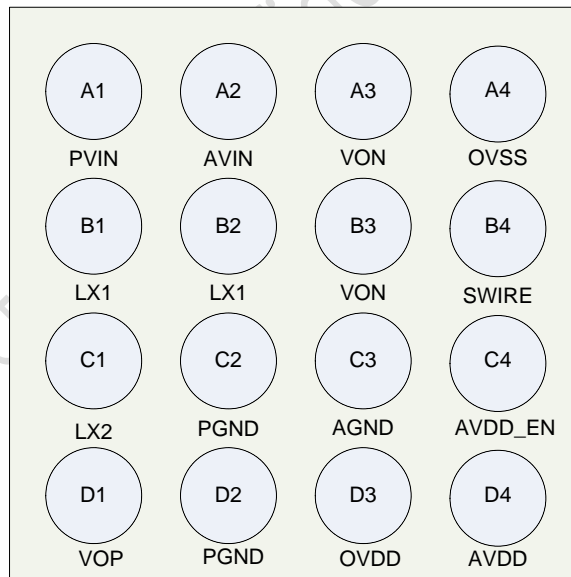 A1 A2 A3 A4
PVIN AVIN VON OVSS
B1 B2 B3 B4
LX1 LX1 VON SWIRE
C1 C2 C3 C4
LX2 PGND AGND AVDD_EN
D1 D2 D3 D4
VOP PGND OVDD AVDD